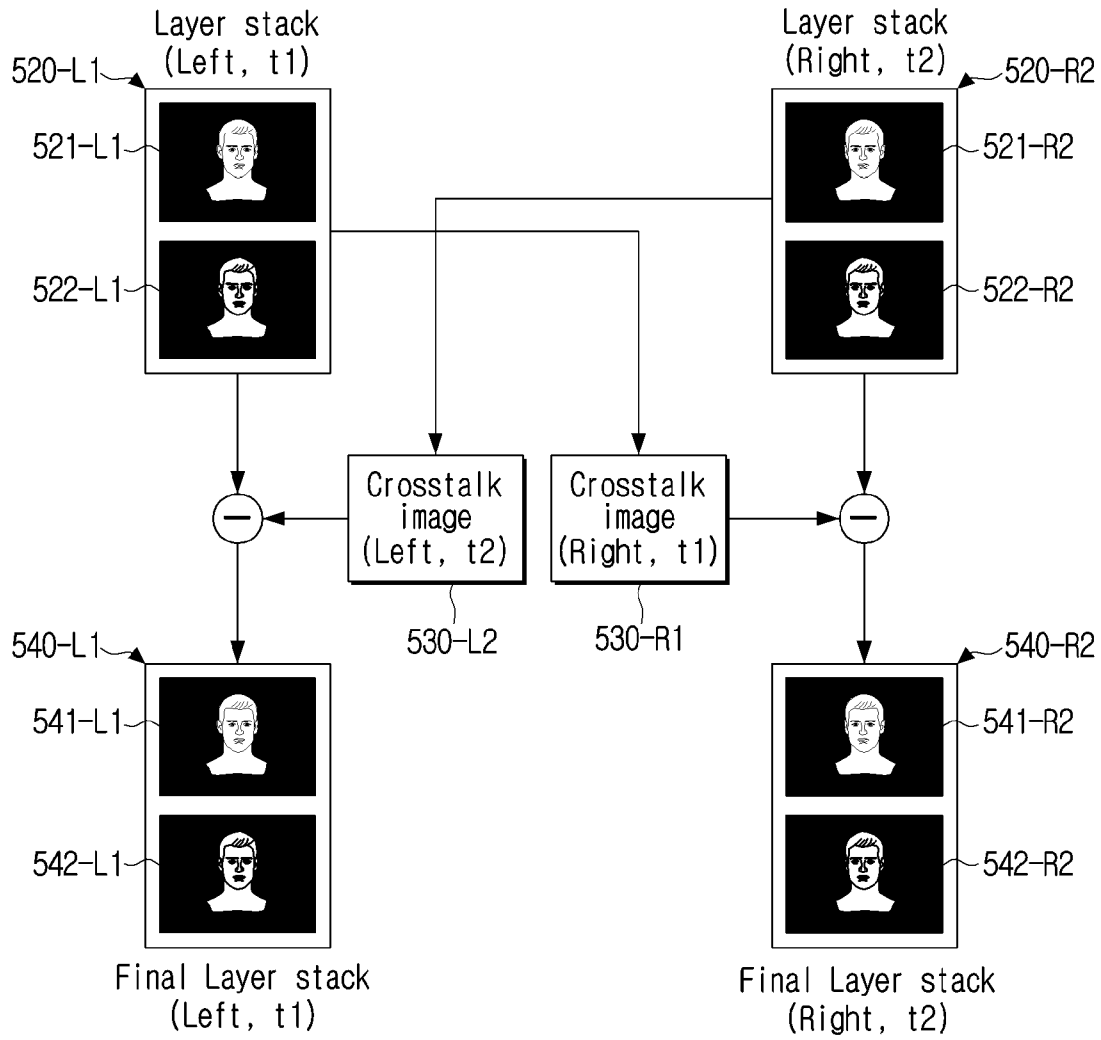 Layer stack
(Left, t1)
Layer stack
(Right, t2)
520-L1
520-R2
521-L1
521-R2
522-L1
522-R2
Crosstalk
image
(Left, t2)
Crosstalk
image
(Right, t1)
530-L2
530-R1
540-L1
540-R2
541-L1
541-R2
542-L1
542-R2
Final Layer stack
(Left, t1)
Final Layer stack
(Right, t2)